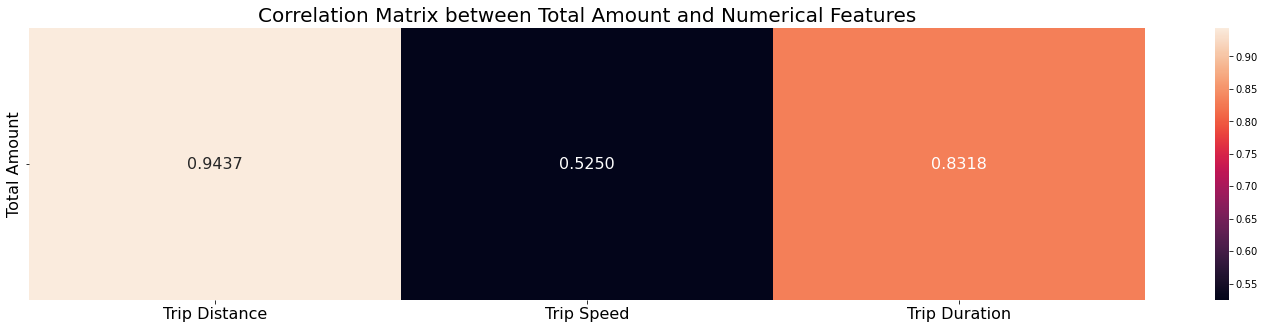 Correlation Matrix between Total Amount and Numerical Features
Total Amount
0.9437
0.5250
0.8318
Trip Distance
Trip Speed
Trip Duration
0.90
0.85
0.80
0.75
0.70
0.65
0.60
0.55